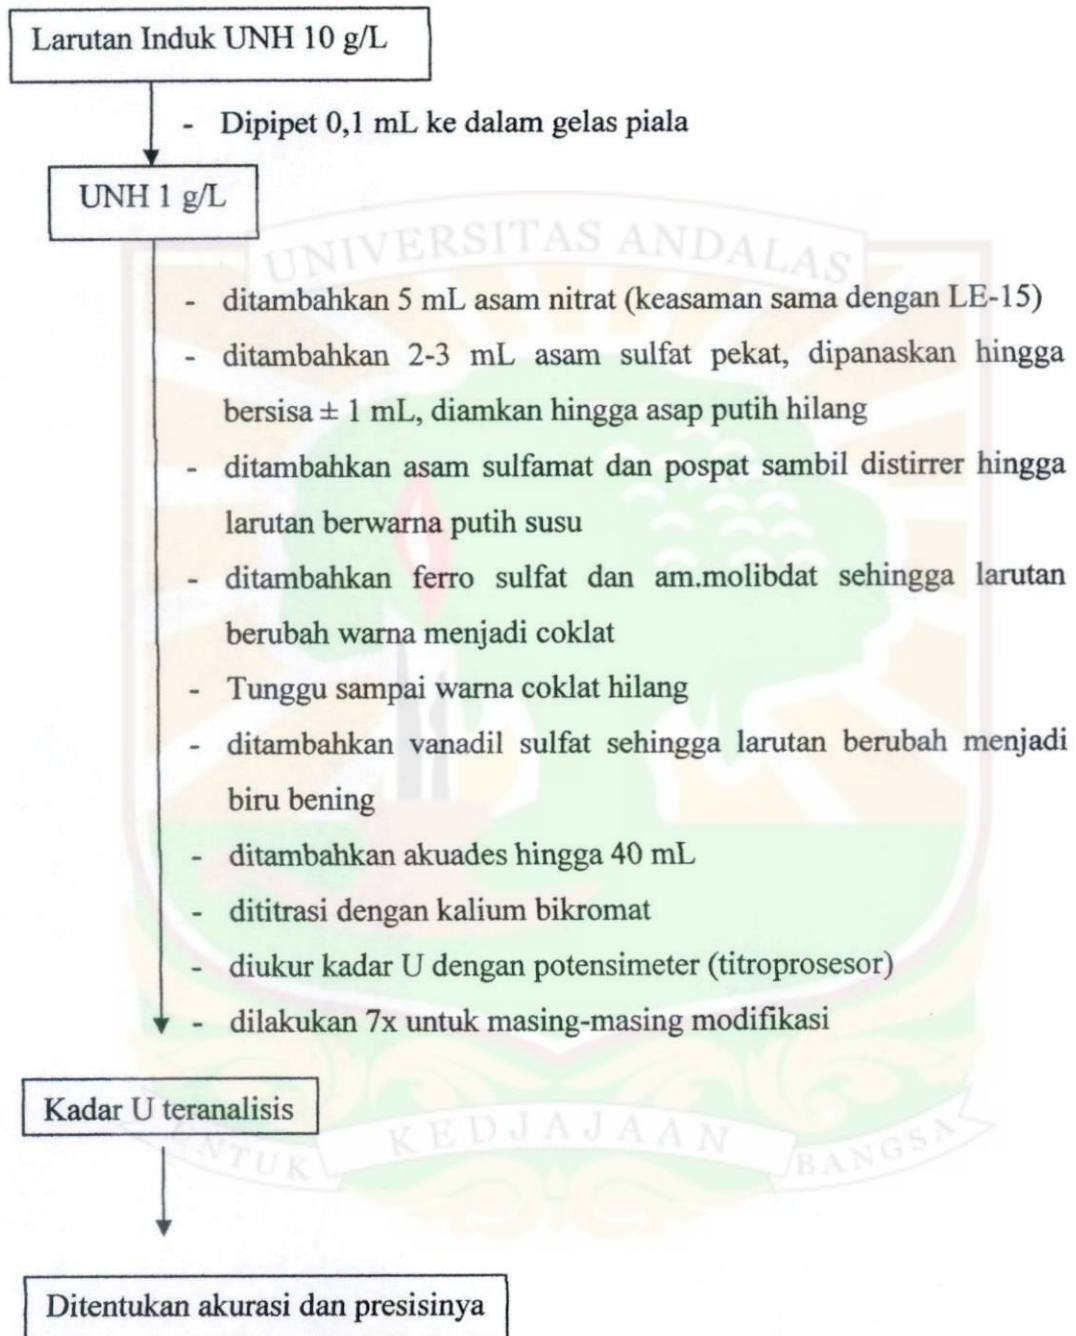 Larutan Induk UNH 10 g/L
- Dipipet 0,1 mL ke dalam gelas piala
UNH 1 g/L
UNIVERSITAS ANDALAS
- ditambahkan 5 mL asam nitrat (keasaman sama dengan LE-15)
- ditambahkan 2-3 mL asam sulfat pekat, dipanaskan hingga
bersisa ± 1 mL, diamkan hingga asap putih hilang
- ditambahkan asam sulfamat dan pospat sambil distirrer hingga
larutan berwarna putih susu
- ditambahkan ferro sulfat dan am.molibdat sehingga larutan
berubah warna menjadi coklat
- Tunggu sampai warna coklat hilang
- ditambahkan vanadil sulfat sehingga larutan berubah menjadi
biru bening
- ditambahkan akuades hingga 40 mL
- dititrasi dengan kalium bikromat
- diukur kadar U dengan potensimeter (titroprosesor)
- dilakukan 7x untuk masing-masing modifikasi
Kadar U teranalisis
UNTUK KEDJAJAAN BANGSA
Ditentukan akurasi dan presisinya